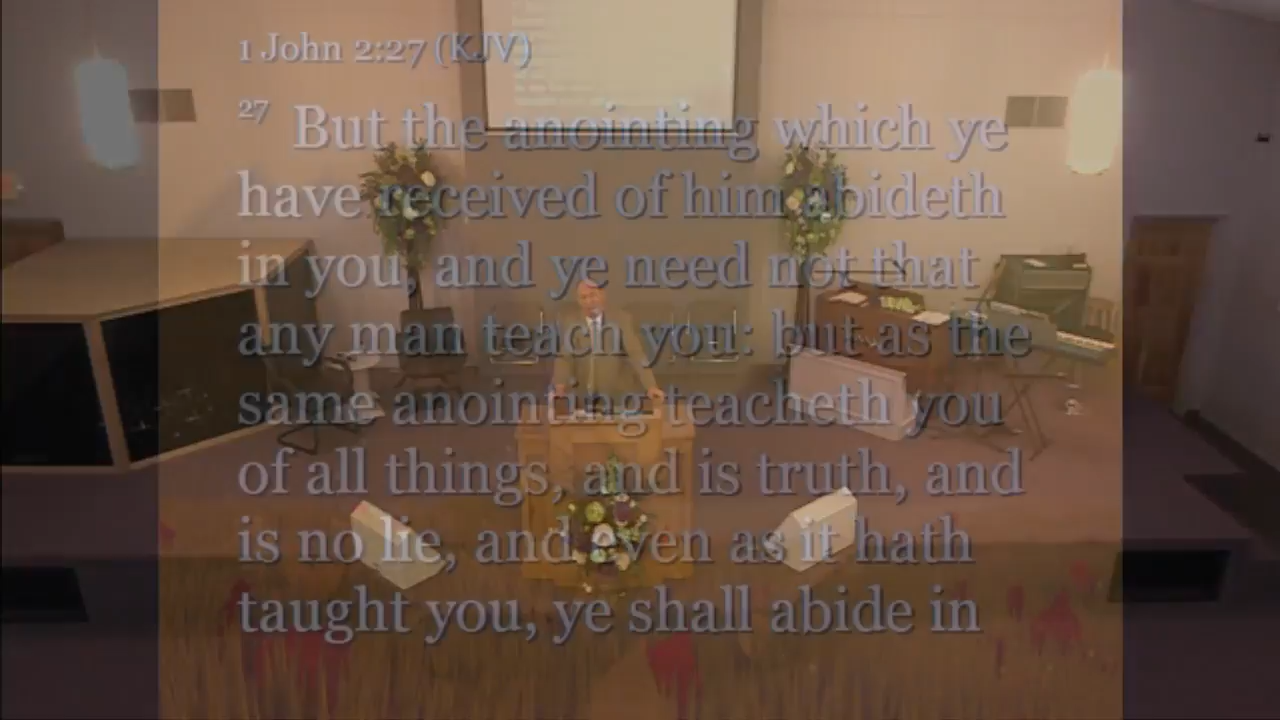 1 John 2:27 (KJV)
27 But the anointing which ye
have received of him abideth
in you, and ye need not that
any man teach you: but as the
same anointing teacheth you
of all things, and is truth, and
is no lie, and even as it hath
taught you, ye shall abide in